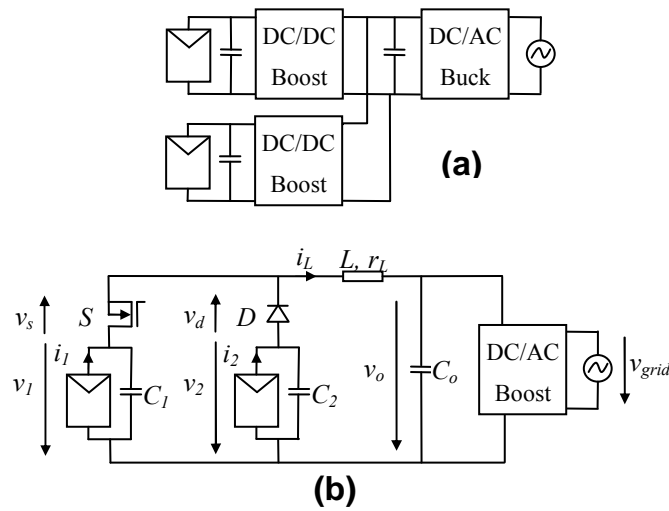 DC/DC
Boost
DC/AC
Buck
DC/DC
Boost
(a)
i_L
L, r_L
v_s
S
v_d
D
i_1
i_2
v_1
C_1
v_2
C_2
v_o
C_o
DC/AC
Boost
v_grid
(b)